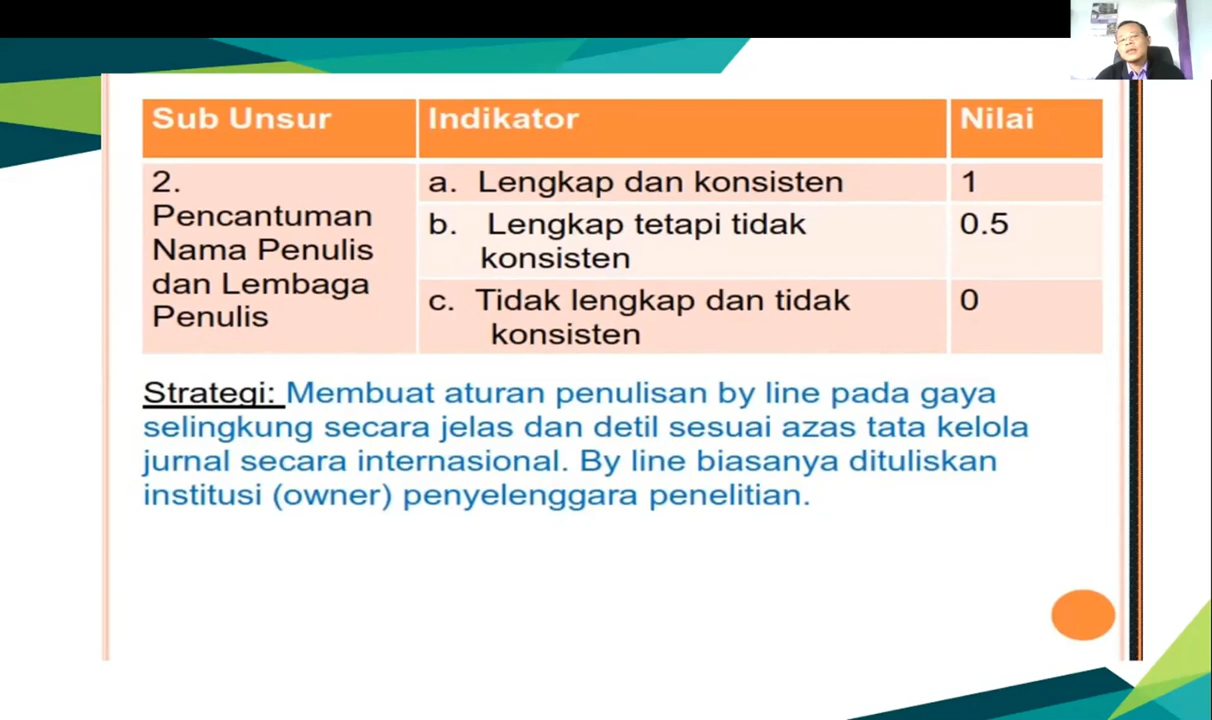 Sub Unsur
Indikator
Nilai
2.
Pencantuman
Nama Penulis
dan Lembaga
Penulis
a. Lengkap dan konsisten
1
b. Lengkap tetapi tidak
konsisten
0.5
c. Tidak lengkap dan tidak
konsisten
0
Strategi: Membuat aturan penulisan by line pada gaya
selingkung secara jelas dan detil sesuai azas tata kelola
jurnal secara internasional. By line biasanya dituliskan
institusi (owner) penyelenggara penelitian.